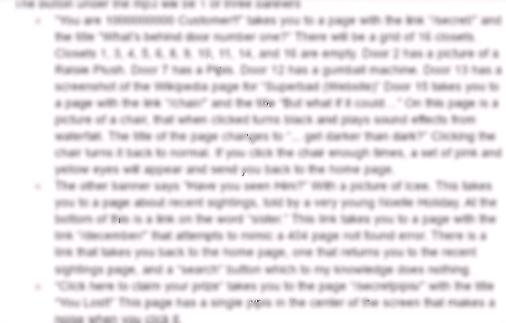 The button under the mp3 will be 1 of three banners
"You are 1000000000 Customer!!" takes you to a page with the link "/secret/" and
the title "What's behind door number one?" There will be a grid of 16 closets.
Closets 1, 3, 4, 5, 6, 8, 9, 10, 11, 14, and 16 are empty. Door 2 has a picture of a
Ralsie Plush. Door 7 has a Pipis. Door 12 has a gumball machine. Door 13 has a
screenshot of the Wikipedia page for "Superbad (Website)" Door 15 takes you to
a page with the link "/chair/" and the title "But what if it could…" On this page is a
picture of a chair, that when clicked turns black and plays sound effects from
waterfall. The title of the page changes to "... get darker than dark?" Clicking the
chair turns it back to normal. If you click the chair enough times, a set of pink and
yellow eyes will appear and send you back to the home page.
The other banner says "Have you seen Him?" With a picture of Icee. This takes
you to a page about recent sightings, told by a very young Noelle Holiday. At the
bottom of this is a link on the word "sister." This link takes you to a page with the
link "/december/" that attempts to mimic a 404 page not found error. There is a
link that takes you back to the home page, one that returns you to the recent
sightings page, and a "search" button which to my knowledge does nothing.
"Click here to claim your prize" takes you to the page "/secretpipis/" with the title
"You Lost!" This page has a single pipis in the center of the screen that makes a
noise when you click it.